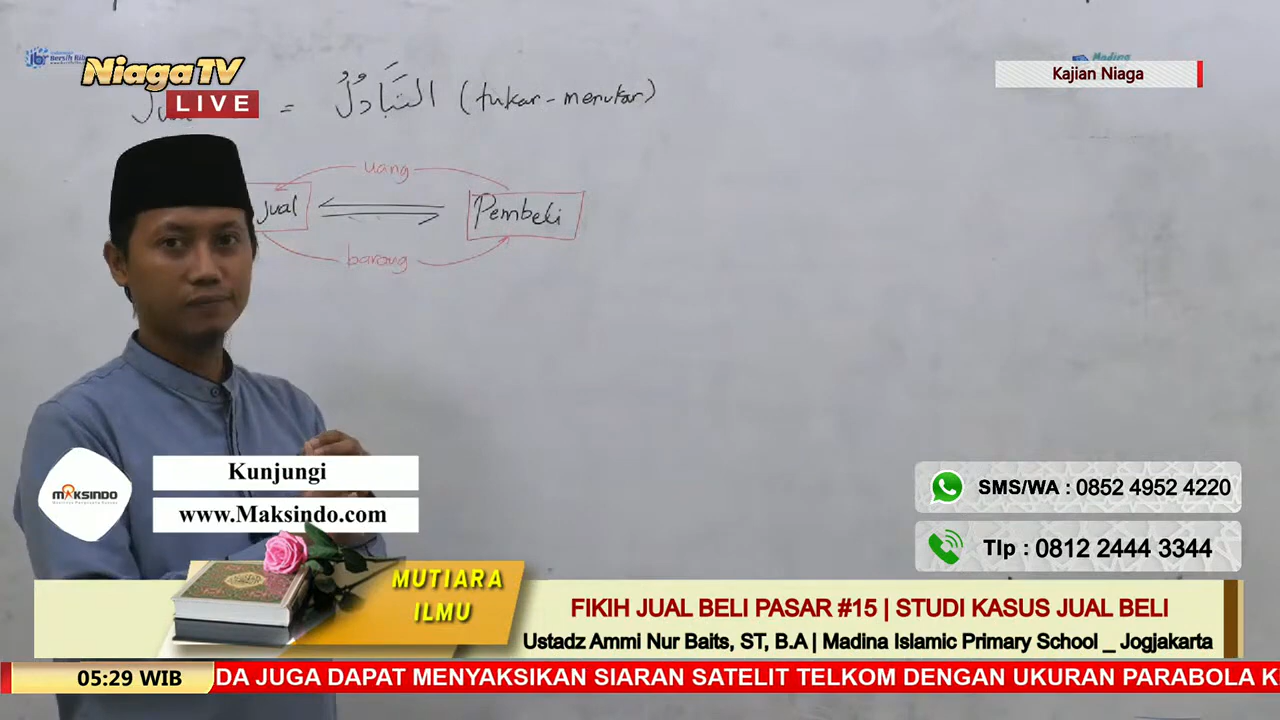 NiagaTV
LIVE
Kajian Niaga
= التَّبَادُلُ (tukar-menukar)
uang
jual
Pembeli
barang
MAKSINDO
Kunjungi
www.Maksindo.com
SMS/WA : 0852 4952 4220
Tlp : 0812 2444 3344
MUTIARA
ILMU
FIKIH JUAL BELI PASAR #15 | STUDI KASUS JUAL BELI
Ustadz Ammi Nur Baits, ST, B.A | Madina Islamic Primary School _ Jogjakarta
05:29 WIB
DA JUGA DAPAT MENYAKSIKAN SIARAN SATELIT TELKOM DENGAN UKURAN PARABOLA K